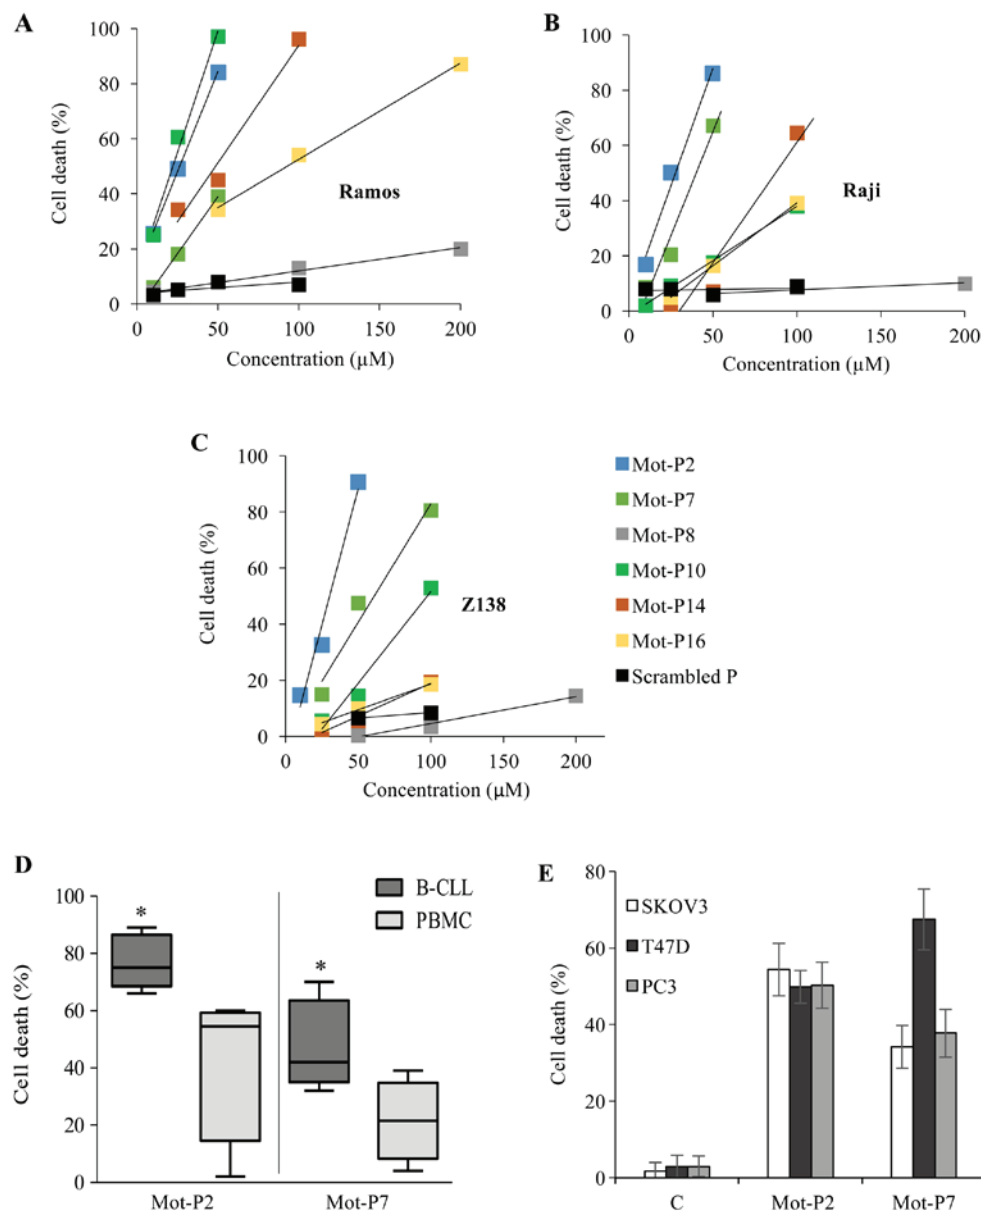 A
Cell death (%)
100
80
60
40
20
0
Ramos
0
50
100
150
200
Concentration (µM)
B
Cell death (%)
100
80
60
40
20
0
Raji
0
50
100
150
200
Concentration (µM)
C
Cell death (%)
100
80
60
40
20
0
Z138
0
50
100
150
200
Concentration (µM)
Mot-P2
Mot-P7
Mot-P8
Mot-P10
Mot-P14
Mot-P16
Scrambled P
D
Cell death (%)
100
80
60
40
20
0
*
*
B-CLL
PBMC
Mot-P2
Mot-P7
E
Cell death (%)
80
60
40
20
0
SKOV3
T47D
PC3
C
Mot-P2
Mot-P7